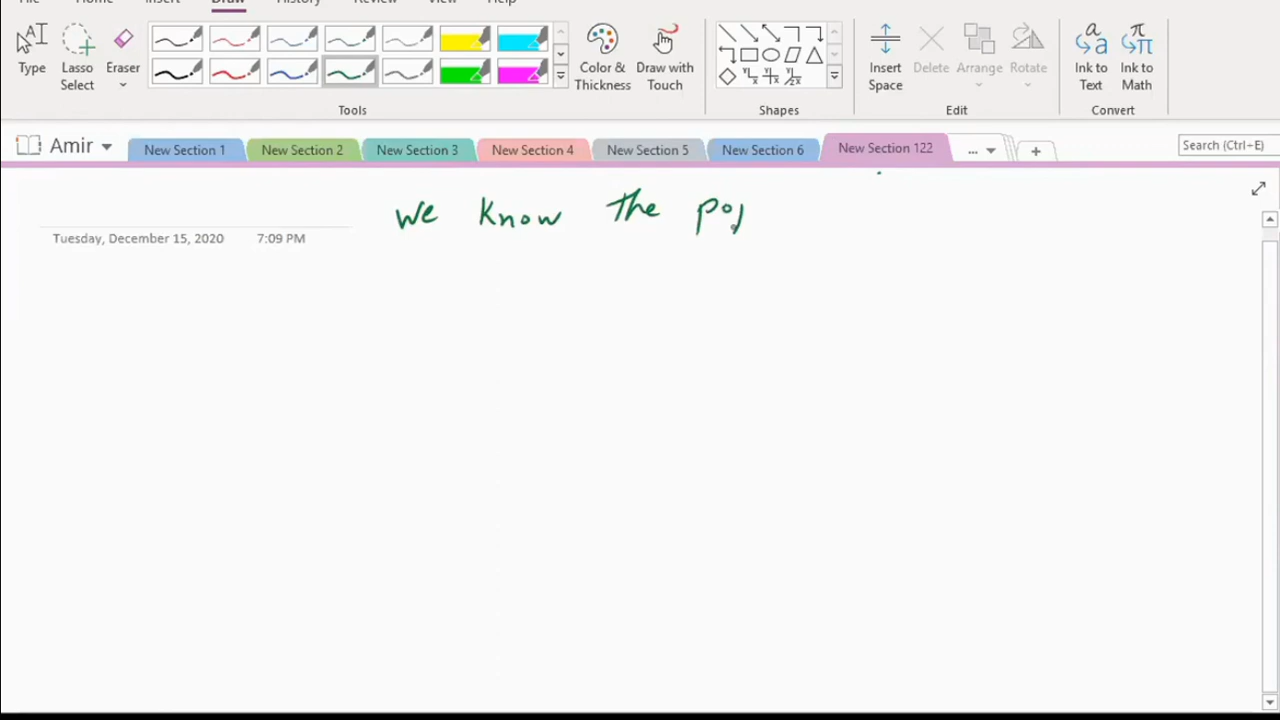 File Home Insert Draw History Review View Help
Type Lasso Select Eraser Color & Thickness Draw with Touch Insert Space Delete Arrange Rotate Ink to Text Ink to Math
Tools Shapes Edit Convert
Amir New Section 1 New Section 2 New Section 3 New Section 4 New Section 5 New Section 6 New Section 122 ... + Search (Ctrl+E)
we know the
Tuesday, December 15, 2020 7:09 PM